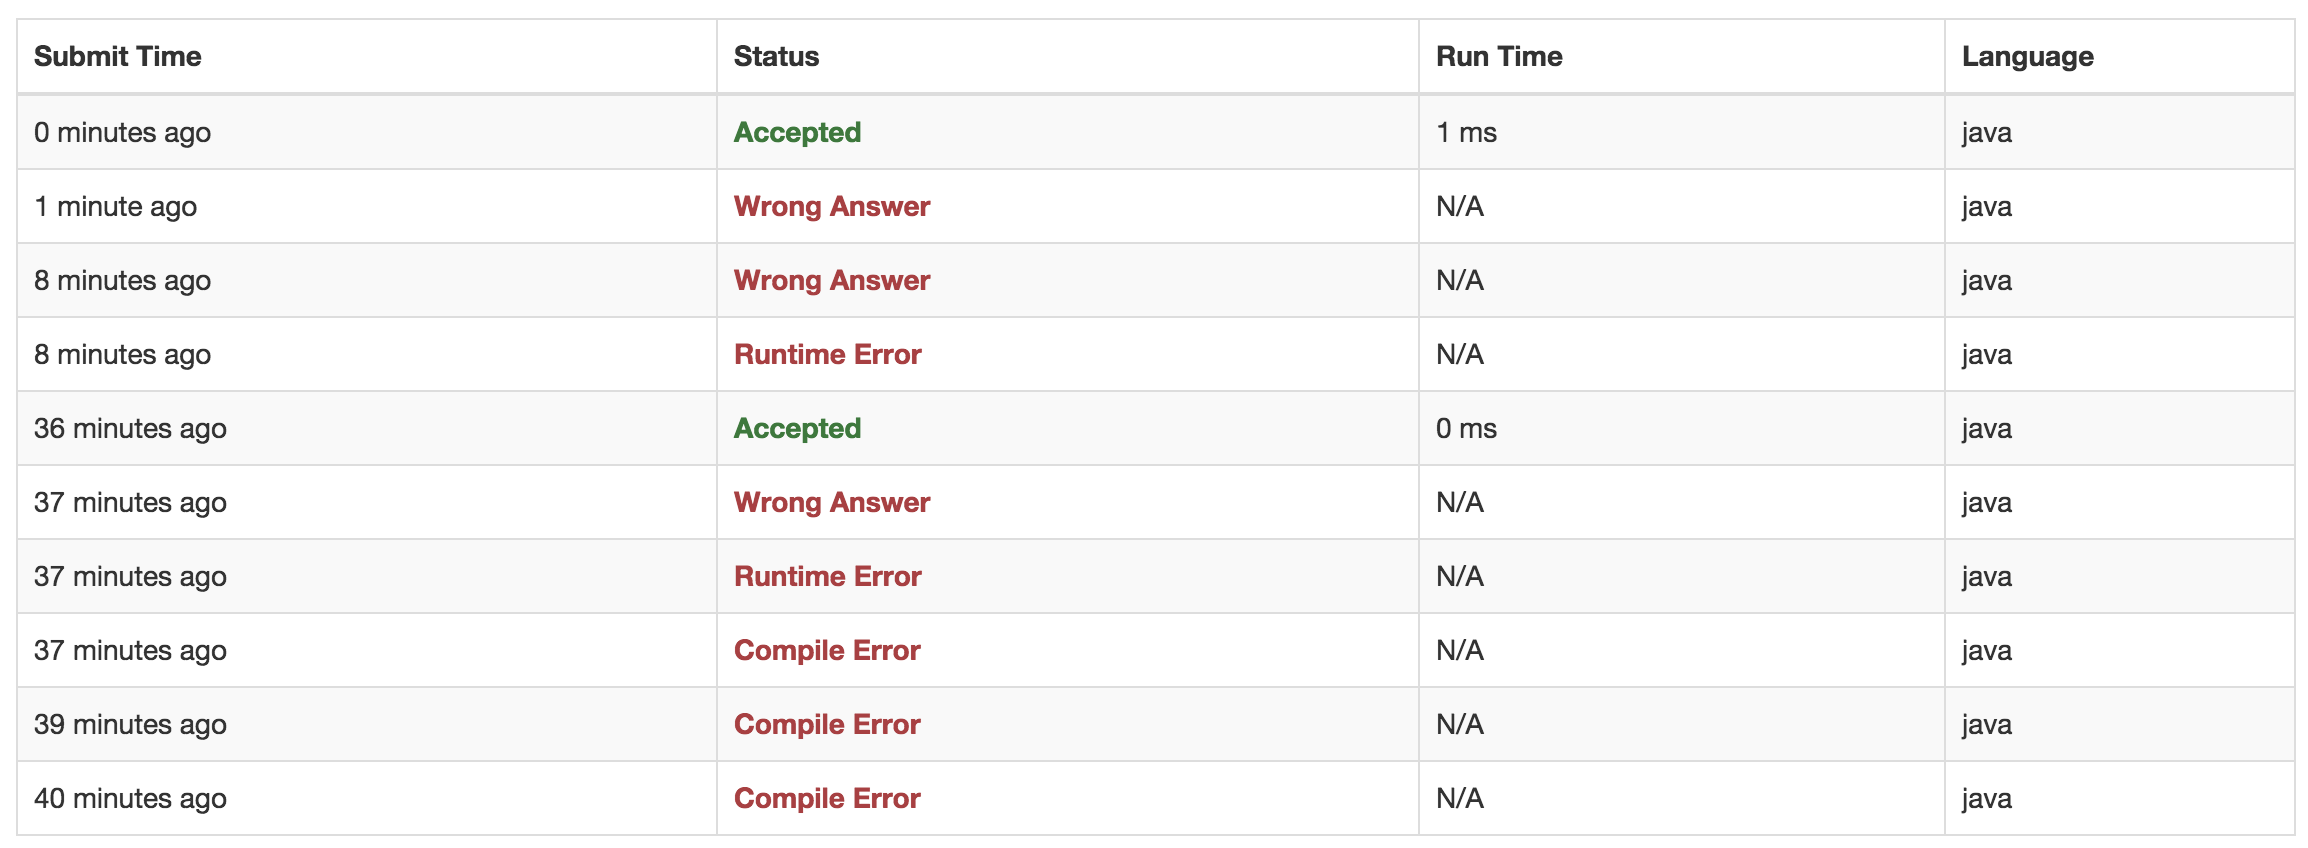 Submit Time Status Run Time Language
0 minutes ago Accepted 1 ms java
1 minute ago Wrong Answer N/A java
8 minutes ago Wrong Answer N/A java
8 minutes ago Runtime Error N/A java
36 minutes ago Accepted 0 ms java
37 minutes ago Wrong Answer N/A java
37 minutes ago Runtime Error N/A java
37 minutes ago Compile Error N/A java
39 minutes ago Compile Error N/A java
40 minutes ago Compile Error N/A java